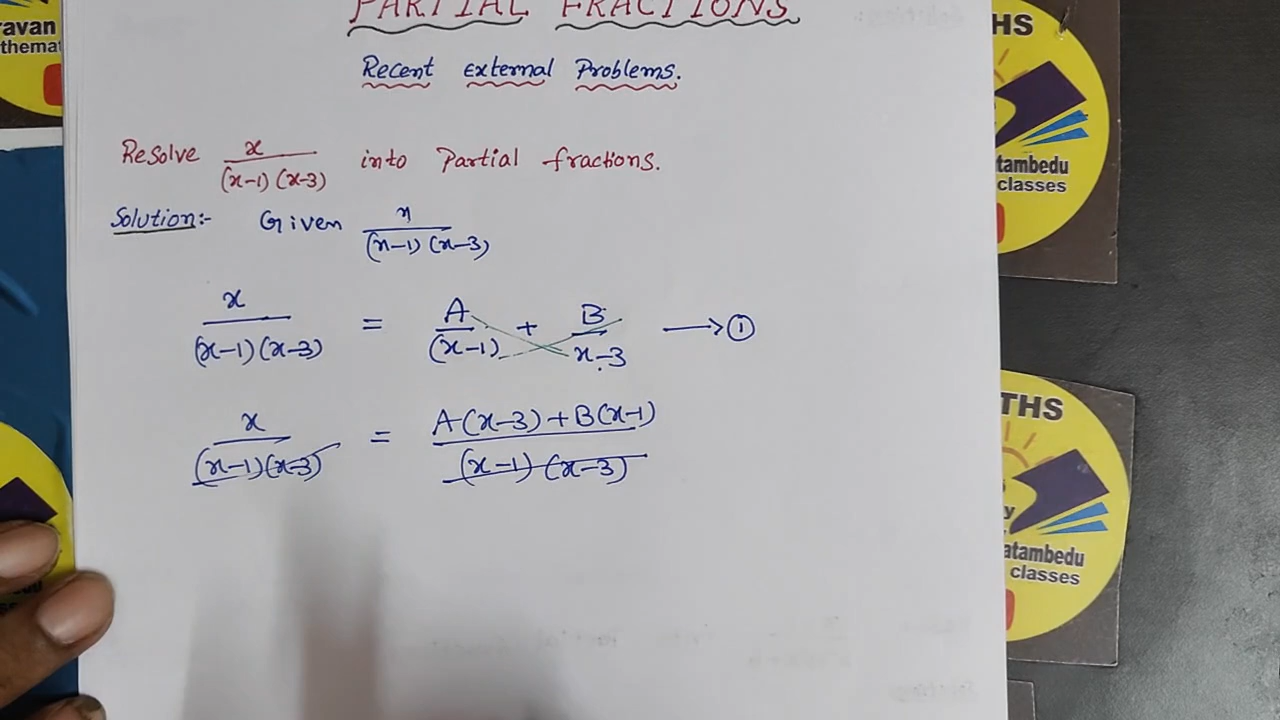 PARTIAL FRACTIONS
Recent external Problems.
Resolve x/((x-1)(x-3)) into Partial fractions.
Solution:- Given x/((x-1)(x-3))
x/((x-1)(x-3)) = A/(x-1) + B/(x-3) → ①
x/((x-1)(x-3)) = (A(x-3)+B(x-1))/((x-1)(x-3))
ravan
themat
HS
tambedu
classes
THS
y
atambedu
classes